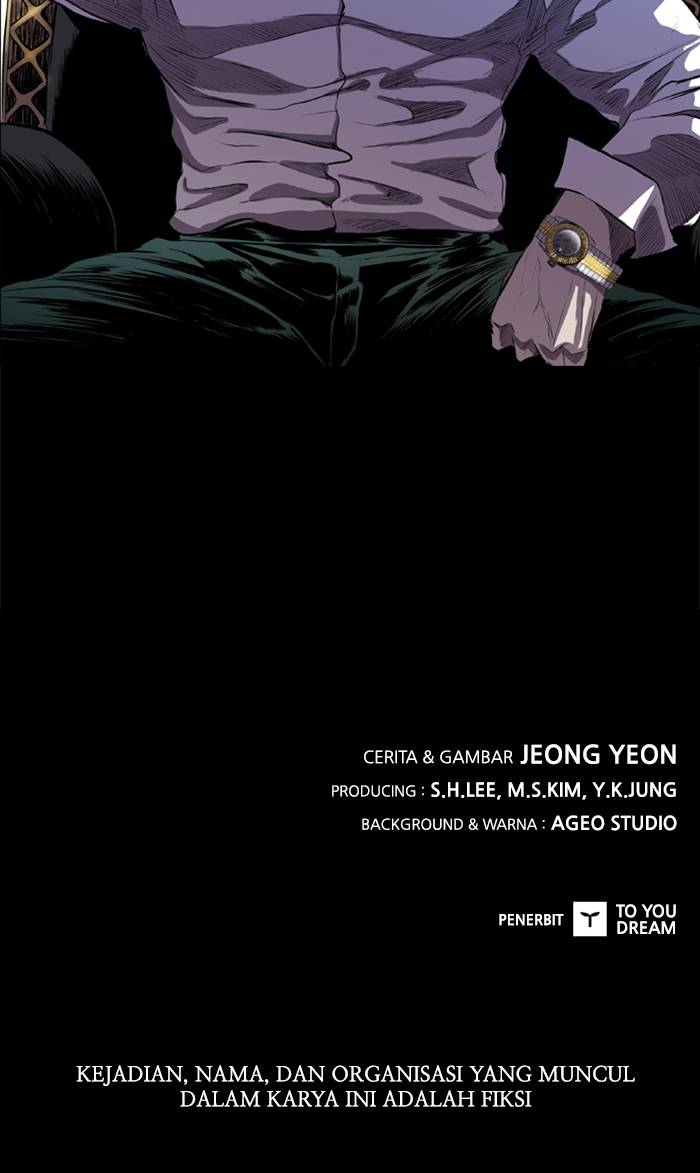 CERITA & GAMBAR JEONG YEON
PRODUCING : S.H.LEE, M.S.KIM, Y.K.JUNG
BACKGROUND & WARNA : AGEO STUDIO
PENERBIT TO YOU
DREAM
KEJADIAN, NAMA, DAN ORGANISASI YANG MUNCUL
DALAM KARYA INI ADALAH FIKSI